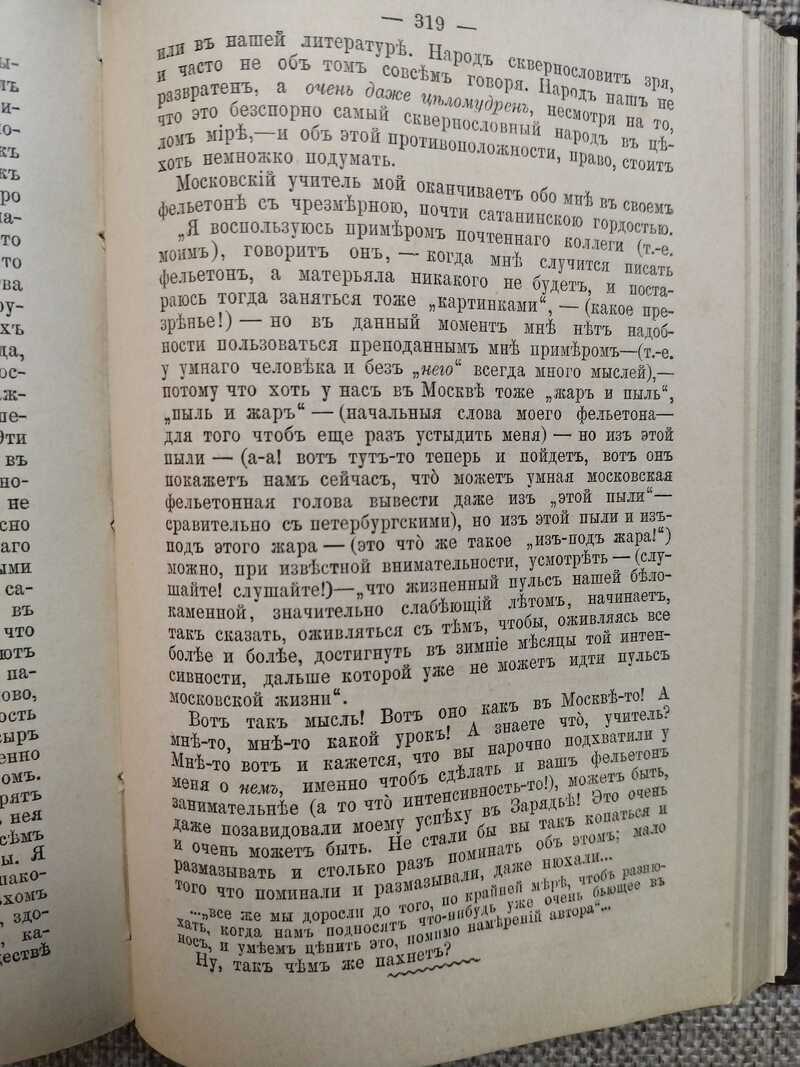 — 319 —
или въ нашей литературѣ. Народъ сквернословитъ зря,
и часто не объ томъ совсѣмъ говоря. Народъ нашъ не
развратенъ, а очень даже цѣломудренъ, несмотря на то,
что это безспорно самый сквернословный народъ въ цѣ-
ломъ мірѣ,—и объ этой противоположности, право, стоитъ
хоть немножко подумать.
Московскій учитель мой оканчиваетъ обо мнѣ въ своемъ
фельетонѣ съ чрезмѣрною, почти сатанинскою гордостью.
„Я воспользуюсь примѣромъ почтеннаго коллеги (т.-е.
моимъ), говоритъ онъ, — когда мнѣ случится писать
фельетонъ, а матерьяла никакого не будетъ, и поста-
раюсь тогда заняться тоже „картинками“, — (какое пре-
зрѣнье!) — но въ данный моментъ мнѣ нѣтъ надоб-
ности пользоваться преподаннымъ мнѣ примѣромъ—(т.-е.
у умнаго человѣка и безъ „него“ всегда много мыслей),—
потому что хоть у насъ въ Москвѣ тоже „жаръ и пыль“,
„пыль и жаръ“ — (начальныя слова моего фельетона—
для того чтобъ еще разъ устыдить меня) — но изъ этой
пыли — (а-а! вотъ тутъ-то теперь и пойдетъ, вотъ онъ
покажетъ намъ сейчасъ, что̀ можетъ умная московская
фельетонная голова вывести даже изъ „этой пыли“—
сравнительно съ петербургскими), но изъ этой пыли и изъ-
подъ этого жара — (это что̀ же такое „изъ-подъ жара!“)
можно, при извѣстной внимательности, усмотрѣть — (слу-
шайте! слушайте!)—„что жизненный пульсъ нашей бѣло-
каменной, значительно слабѣющій лѣтомъ, начинаетъ,
такъ сказать, оживляться съ тѣмъ, чтобы, оживляясь все
болѣе и болѣе, достигнуть въ зимніе мѣсяцы той интен-
сивности, дальше которой уже не можетъ идти пульсъ
московской жизни“.
Вотъ такъ мысль! Вотъ оно какъ въ Москвѣ-то! А
мнѣ-то, мнѣ-то какой урокъ! А знаете что̀, учитель?
Мнѣ-то вотъ и кажется, что вы нарочно подхватили у
меня о немъ, именно чтобъ сдѣлать и вашъ фельетонъ
занимательнѣе (а то что̀ интенсивность-то!), можетъ быть,
даже позавидовали моему успѣху въ Зарядьѣ! Это очень
и очень можетъ быть. Не стали бы вы такъ копаться и
размазывать и столько разъ поминать объ этомъ; мало
того что поминали и размазывали, даже нюхали...
...„все же мы доросли до того, по крайней мѣрѣ, чтобъ разню-
хать, когда намъ подносятъ что-нибудь уже очень бьющее въ
носъ, и умѣемъ цѣнить это, помимо намѣреній автора“...
Ну, такъ чѣмъ же пахнетъ?